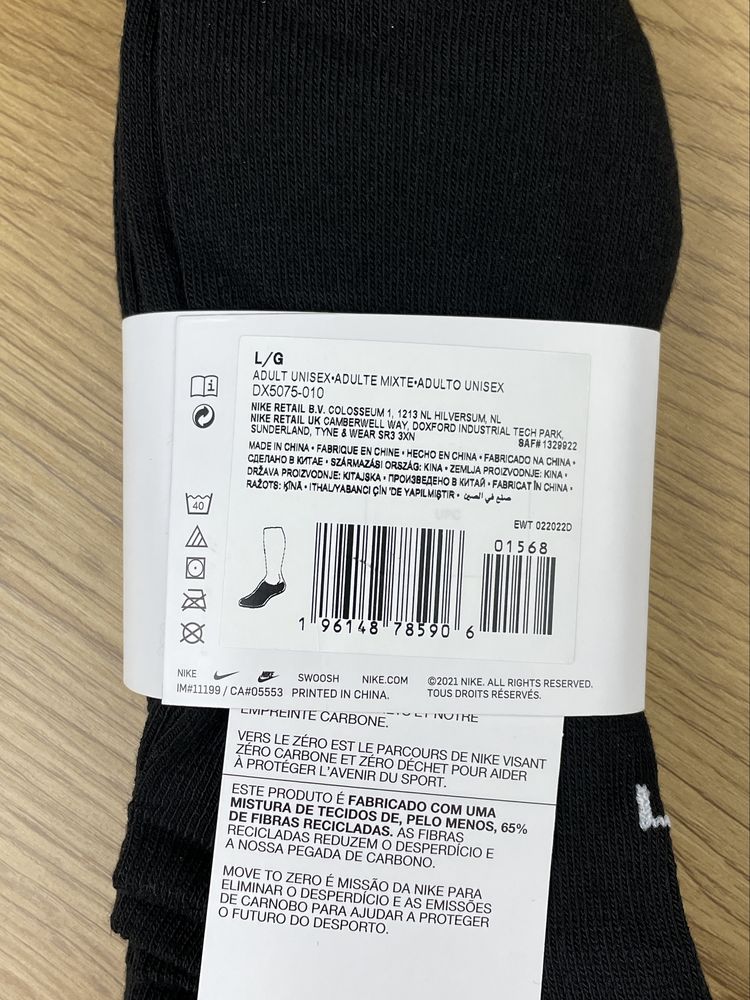 L/G
ADULT UNISEX•ADULTE MIXTE•ADULTO UNISEX
DX5075-010
NIKE RETAIL B.V. COLOSSEUM 1, 1213 NL HILVERSUM, NL
NIKE RETAIL UK CAMBERWELL WAY, DOXFORD INDUSTRIAL TECH PARK,
SUNDERLAND, TYNE & WEAR SR3 3XN
SAF# 1329922
MADE IN CHINA • FABRIQUE EN CHINE • HECHO EN CHINA • FABRICADO NA CHINA •
СДЕЛАНО В КИТАЕ • SZÁRMAZÁSI ORSZÁG: KINA • ZEMLJA PROIZVODNJE: KINA •
DRŽAVA PROIZVODNJE: KITAJSKA • ПРОИЗВЕДЕНО В КИТАЙ • FABRICAT ÎN CHINA •
RAŽOTS: ĶĪNĀ • ITHAL/YABANCI ÇİN 'DE YAPILMIŞTIR • صنع في الصين
UPC
EWT 022022D
40
01568
1 96148 78590 6
NIKE SWOOSH NIKE.COM ©2021 NIKE. ALL RIGHTS RESERVED.
IM#11199 / CA#05553 PRINTED IN CHINA. TOUS DROITS RÉSERVÉS.
ET NOTRE
EMPREINTE CARBONE.
VERS LE ZÉRO EST LE PARCOURS DE NIKE VISANT
ZÉRO CARBONE ET ZÉRO DÉCHET POUR AIDER
À PROTÉGER L'AVENIR DU SPORT.
ESTE PRODUTO É FABRICADO COM UMA
MISTURA DE TECIDOS DE, PELO MENOS, 65%
DE FIBRAS RECICLADAS. AS FIBRAS
RECICLADAS REDUZEM O DESPERDÍCIO E
A NOSSA PEGADA DE CARBONO.
MOVE TO ZERO É MISSÃO DA NIKE PARA
ELIMINAR O DESPERDÍCIO E AS EMISSÕES
DE CARNOBO PARA AJUDAR A PROTEGER
O FUTURO DO DESPORTO.
L